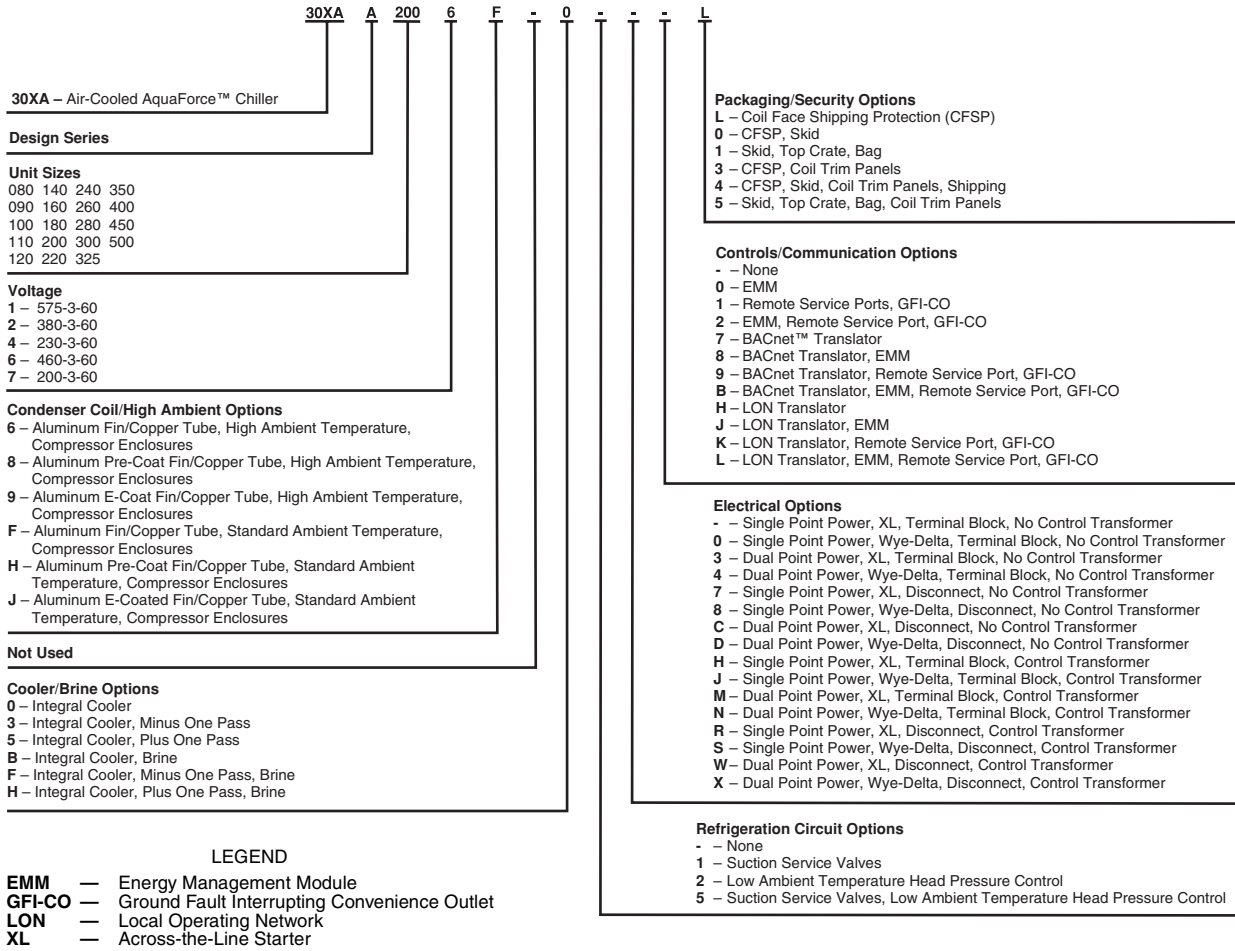 30XA A 200 6 F - 0 - - - L
30XA – Air-Cooled AquaForce™ Chiller
Design Series
Unit Sizes
080 140 240 350
090 160 260 400
100 180 280 450
110 200 300 500
120 220 325
Voltage
1 – 575-3-60
2 – 380-3-60
4 – 230-3-60
6 – 460-3-60
7 – 200-3-60
Condenser Coil/High Ambient Options
6 – Aluminum Fin/Copper Tube, High Ambient Temperature,
Compressor Enclosures
8 – Aluminum Pre-Coat Fin/Copper Tube, High Ambient Temperature,
Compressor Enclosures
9 – Aluminum E-Coat Fin/Copper Tube, High Ambient Temperature,
Compressor Enclosures
F – Aluminum Fin/Copper Tube, Standard Ambient Temperature,
Compressor Enclosures
H – Aluminum Pre-Coat Fin/Copper Tube, Standard Ambient
Temperature, Compressor Enclosures
J – Aluminum E-Coated Fin/Copper Tube, Standard Ambient
Temperature, Compressor Enclosures
Not Used
Cooler/Brine Options
0 – Integral Cooler
3 – Integral Cooler, Minus One Pass
5 – Integral Cooler, Plus One Pass
B – Integral Cooler, Brine
F – Integral Cooler, Minus One Pass, Brine
H – Integral Cooler, Plus One Pass, Brine
LEGEND
EMM — Energy Management Module
GFI-CO — Ground Fault Interrupting Convenience Outlet
LON — Local Operating Network
XL — Across-the-Line Starter
Packaging/Security Options
L – Coil Face Shipping Protection (CFSP)
0 – CFSP, Skid
1 – Skid, Top Crate, Bag
3 – CFSP, Coil Trim Panels
4 – CFSP, Skid, Coil Trim Panels, Shipping
5 – Skid, Top Crate, Bag, Coil Trim Panels
Controls/Communication Options
- – None
0 – EMM
1 – Remote Service Ports, GFI-CO
2 – EMM, Remote Service Port, GFI-CO
7 – BACnet™ Translator
8 – BACnet Translator, EMM
9 – BACnet Translator, Remote Service Port, GFI-CO
B – BACnet Translator, EMM, Remote Service Port, GFI-CO
H – LON Translator
J – LON Translator, EMM
K – LON Translator, Remote Service Port, GFI-CO
L – LON Translator, EMM, Remote Service Port, GFI-CO
Electrical Options
- – Single Point Power, XL, Terminal Block, No Control Transformer
0 – Single Point Power, Wye-Delta, Terminal Block, No Control Transformer
3 – Dual Point Power, XL, Terminal Block, No Control Transformer
4 – Dual Point Power, Wye-Delta, Terminal Block, No Control Transformer
7 – Single Point Power, XL, Disconnect, No Control Transformer
8 – Single Point Power, Wye-Delta, Disconnect, No Control Transformer
C – Dual Point Power, XL, Disconnect, No Control Transformer
D – Dual Point Power, Wye-Delta, Disconnect, No Control Transformer
H – Single Point Power, XL, Terminal Block, Control Transformer
J – Single Point Power, Wye-Delta, Terminal Block, Control Transformer
M – Dual Point Power, XL, Terminal Block, Control Transformer
N – Dual Point Power, Wye-Delta, Terminal Block, Control Transformer
R – Single Point Power, XL, Disconnect, Control Transformer
S – Single Point Power, Wye-Delta, Disconnect, Control Transformer
W – Dual Point Power, XL, Disconnect, Control Transformer
X – Dual Point Power, Wye-Delta, Disconnect, Control Transformer
Refrigeration Circuit Options
- – None
1 – Suction Service Valves
2 – Low Ambient Temperature Head Pressure Control
5 – Suction Service Valves, Low Ambient Temperature Head Pressure Control